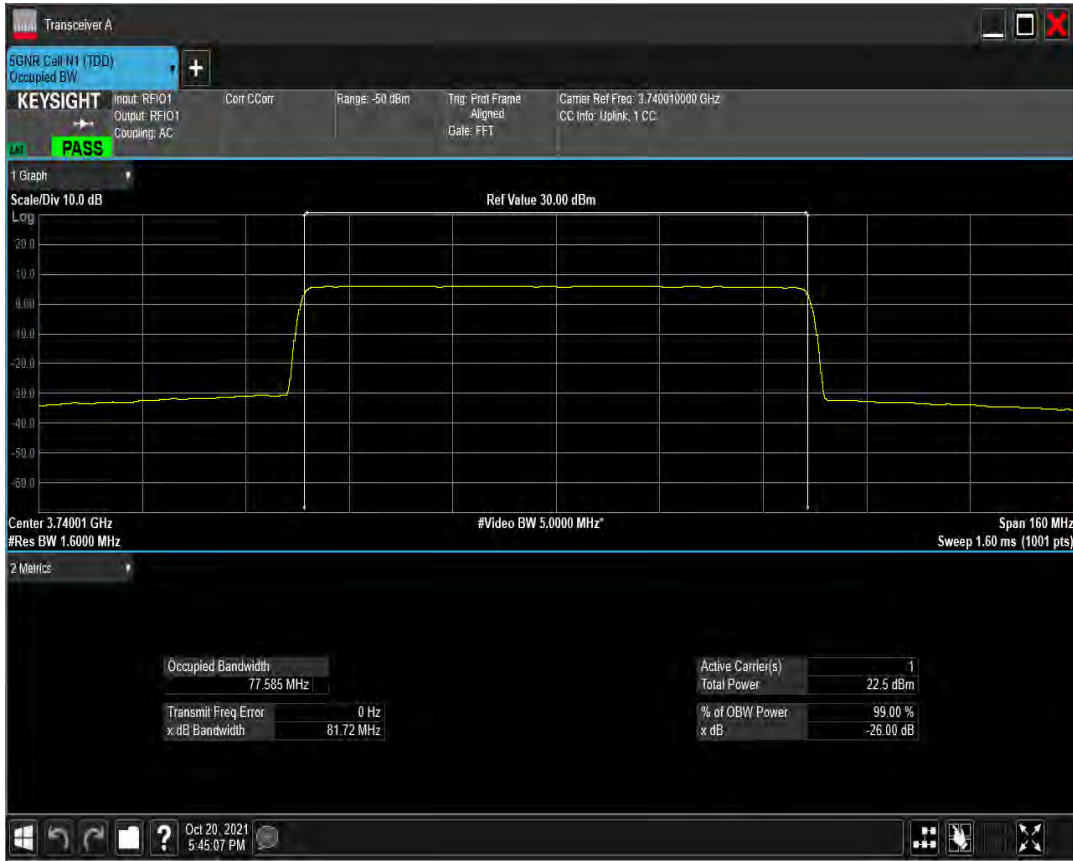 Transceiver A
5GNR Cell N1 (TDD)
Occupied BW
+
KEYSIGHT
Input: RFIO1
Output: RFIO1
Coupling: AC
Corr CCorr
Range: -50 dBm
Trig: Prot Frame
Aligned
Gate: FFT
Carrier Ref Freq: 3.740010000 GHz
CC Info: Uplink, 1 CC
PASS
1 Graph
Scale/Div 10.0 dB
Ref Value 30.00 dBm
Log
20.0
10.0
0.00
-10.0
-20.0
-30.0
-40.0
-50.0
-60.0
Center 3.74001 GHz
#Video BW 5.0000 MHz*
Span 160 MHz
#Res BW 1.6000 MHz
Sweep 1.60 ms (1001 pts)
2 Metrics
Occupied Bandwidth
77.585 MHz
Transmit Freq Error 0 Hz
x dB Bandwidth 81.72 MHz
Active Carrier(s) 1
Total Power 22.5 dBm
% of OBW Power 99.00 %
x dB -26.00 dB
?
Oct 20, 2021
5:45:07 PM